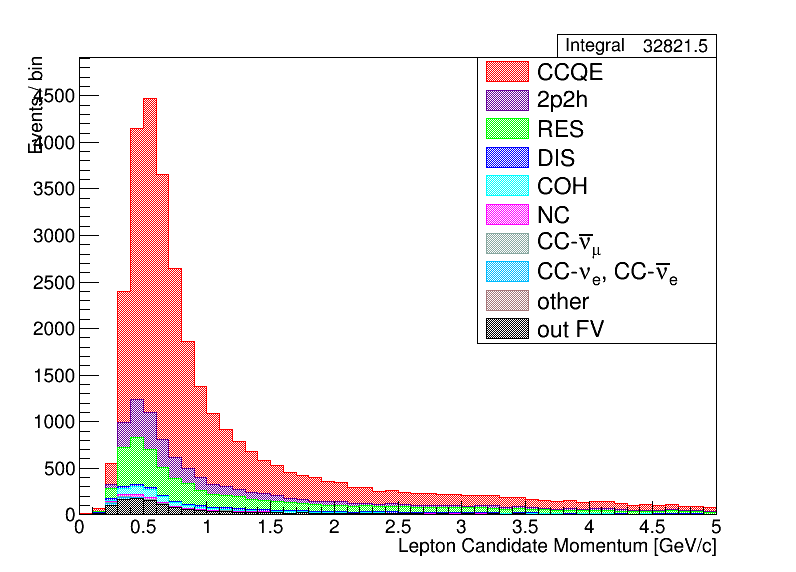 Integral 32821.5
Events / bin
CCQE
2p2h
RES
DIS
COH
NC
CC-ν̅μ
CC-νe, CC-ν̅e
other
out FV
4500
4000
3500
3000
2500
2000
1500
1000
500
0
0 0.5 1 1.5 2 2.5 3 3.5 4 4.5 5
Lepton Candidate Momentum [GeV/c]